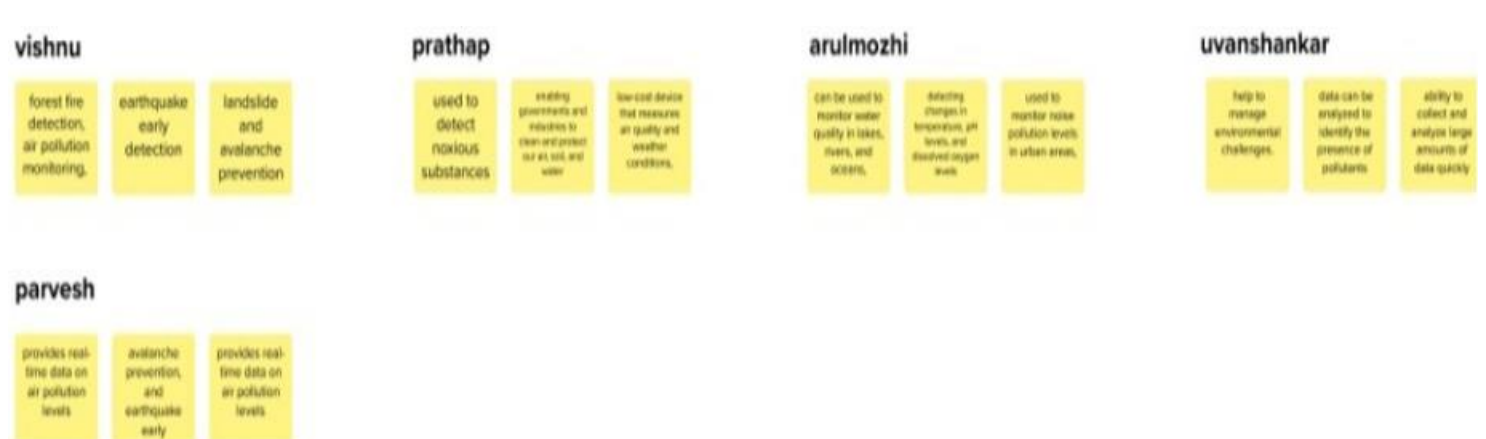 vishnu
forest fire
detection,
air pollution
monitoring,
earthquake
early
detection
landslide
and
avalanche
prevention
prathap
used to
detect
noxious
substances
enabling
governments and
industries to
clean and protect
our air, soil, and
water
low-cost device
that measures
air quality and
weather
conditions,
arulmozhi
can be used to
monitor water
quality in lakes,
rivers, and
oceans,
detecting
changes in
temperature, pH
levels, and
dissolved oxygen
levels
used to
monitor noise
pollution levels
in urban areas,
uvanshankar
help to
manage
environmental
challenges.
data can be
analyzed to
identify the
presence of
pollutants
ability to
collect and
analyze large
amounts of
data quickly
parvesh
provides real-
time data on
air pollution
levels
avalanche
prevention,
and
earthquake
early
provides real-
time data on
air pollution
levels